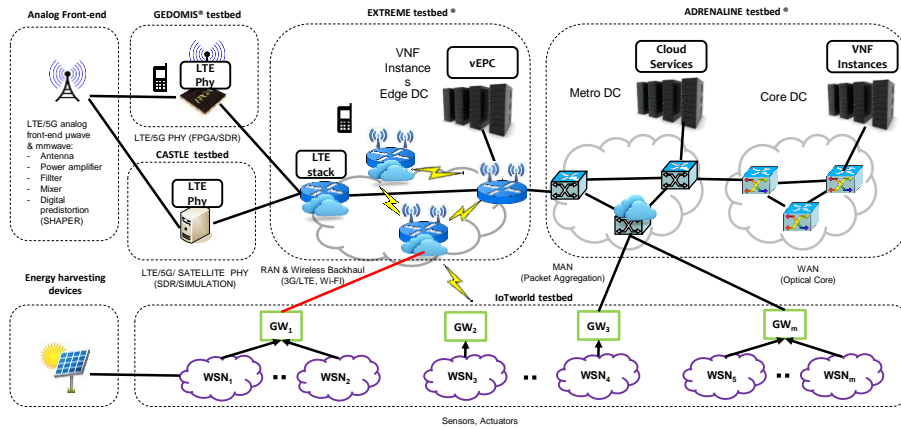 Analog Front-end
GEDOMIS® testbed
EXTREME testbed ®
ADRENALINE testbed ®
LTE
Phy
LTE/5G PHY (FPGA/SDR)
LTE/5G analog
front-end µwave
& mmwave:
- Antenna
- Power amplifier
- Filter
- Mixer
- Digital
predistortion
(SHAPER)
CASTLE testbed
LTE
Phy
LTE/5G/ SATELLITE PHY
(SDR/SIMULATION)
VNF
Instance
s
Edge DC
vEPC
LTE
stack
RAN & Wireless Backhaul
(3G/LTE, Wi-FI)
Metro DC
Cloud
Services
Core DC
VNF
Instances
MAN
(Packet Aggregation)
WAN
(Optical Core)
Energy harvesting
devices
IoTworld testbed
GW1
GW2
GW3
GWm
WSN1
..
WSN2
WSN3
..
WSN4
WSN5
..
WSNm
Sensors, Actuators